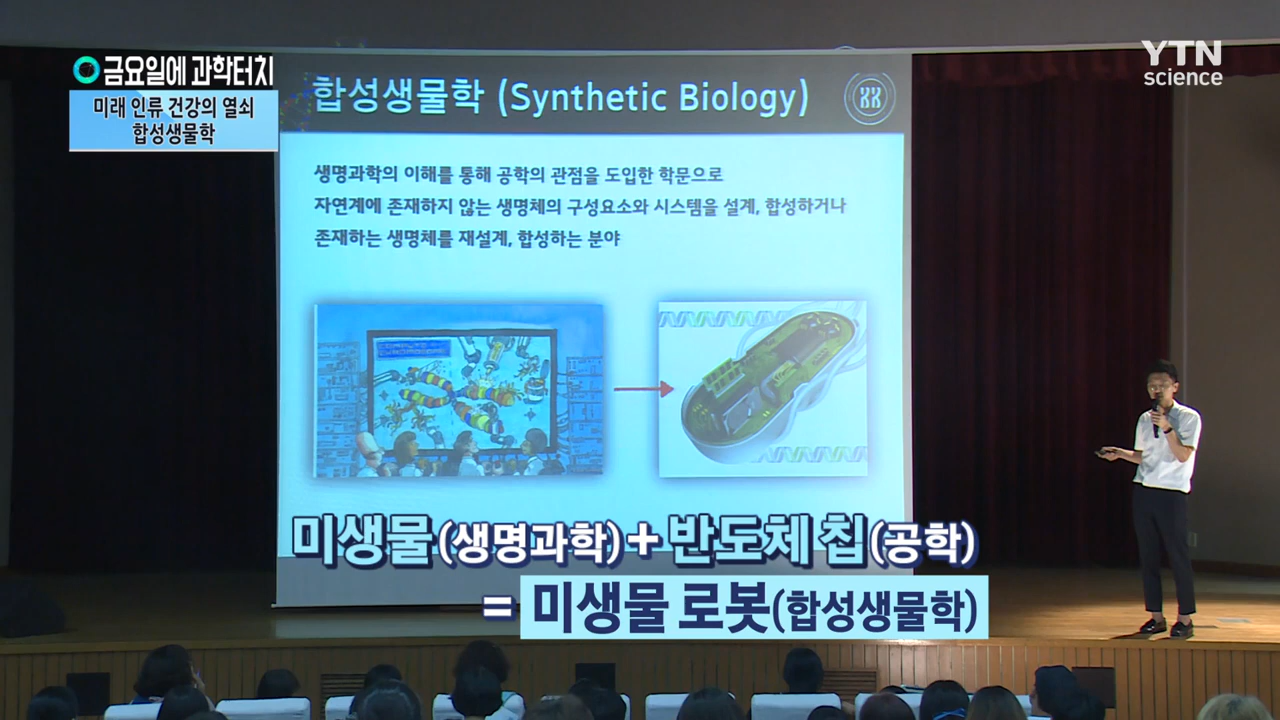 금요일에 과학터치
미래 인류 건강의 열쇠
합성생물학
YTN
science
합성생물학 (Synthetic Biology)
생명과학의 이해를 통해 공학의 관점을 도입한 학문으로
자연계에 존재하지 않는 생명체의 구성요소와 시스템을 설계, 합성하거나
존재하는 생명체를 재설계, 합성하는 분야
미생물(생명과학)+ 반도체 칩(공학)
= 미생물 로봇(합성생물학)